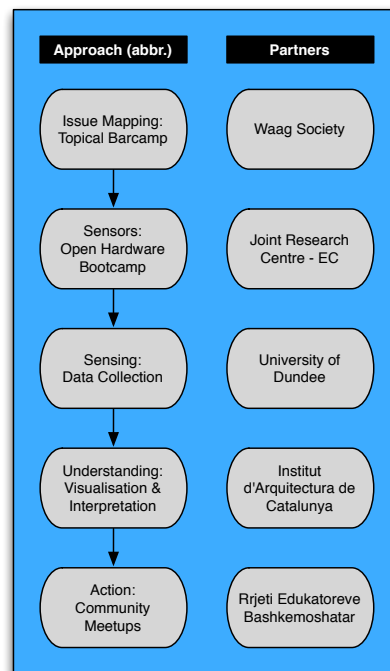 Approach (abbr.)
Partners
Issue Mapping:
Topical Barcamp
Waag Society
Sensors:
Open Hardware
Bootcamp
Joint Research
Centre - EC
Sensing:
Data Collection
University of
Dundee
Understanding:
Visualisation &
Interpretation
Institut
d'Arquitectura de
Catalunya
Action:
Community
Meetups
Rrjeti Edukatoreve
Bashkemoshatar